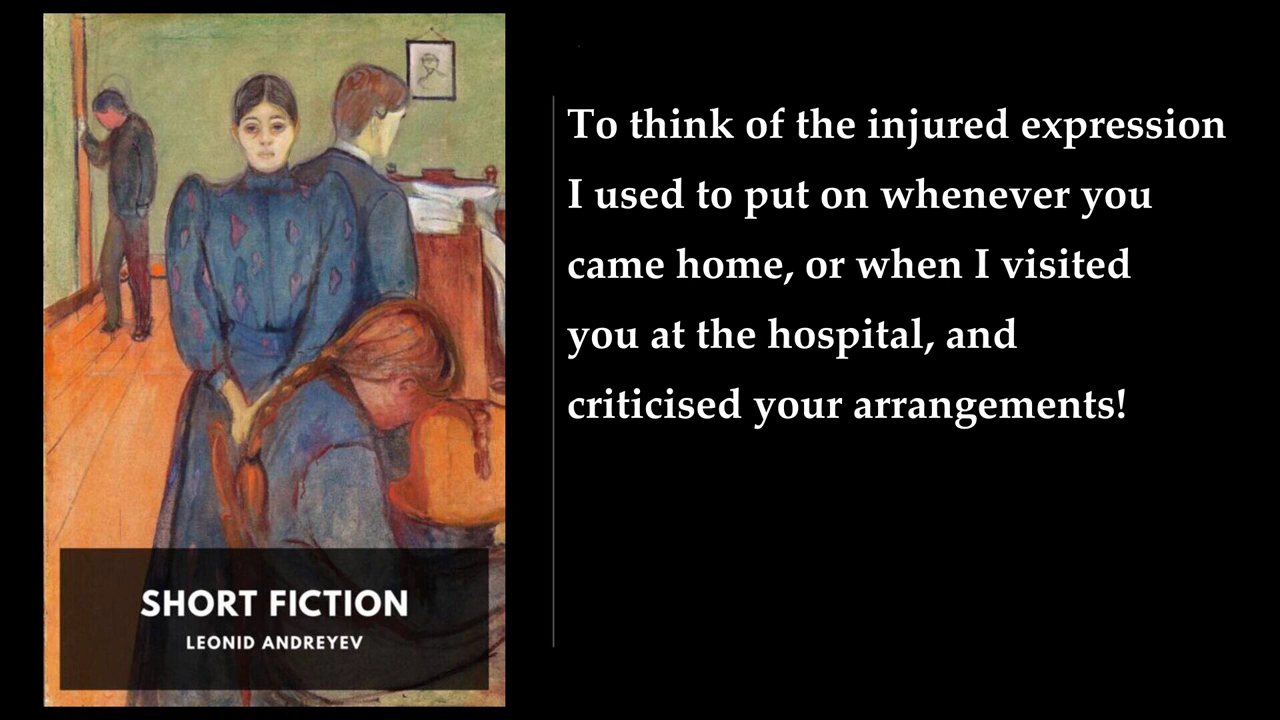 SHORT FICTION
LEONID ANDREYEV
To think of the injured expression
I used to put on whenever you
came home, or when I visited
you at the hospital, and
criticised your arrangements!